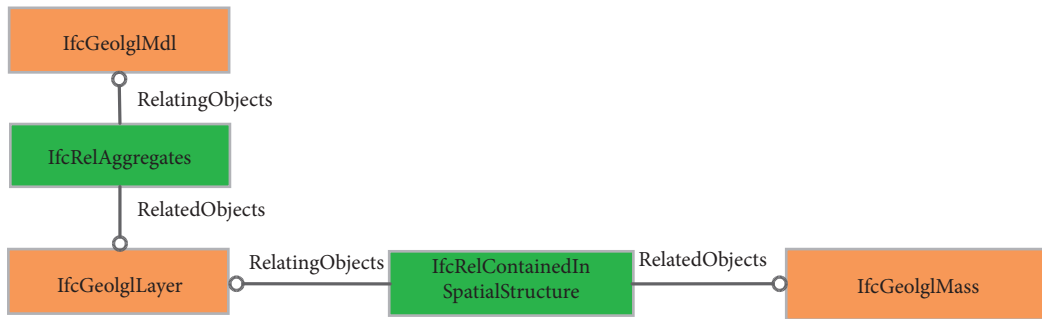 IfcGeolglMdl
RelatingObjects
IfcRelAggregates
RelatedObjects
IfcGeolglLayer
RelatingObjects
IfcRelContainedIn
SpatialStructure
RelatedObjects
IfcGeolglMass